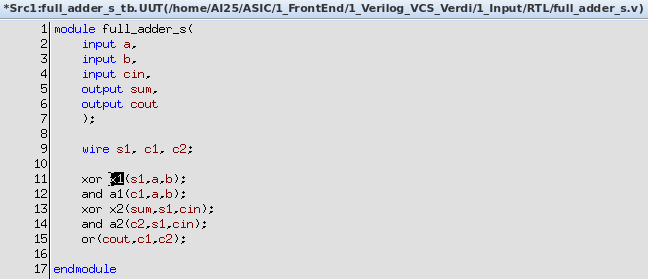 *Src1:full_adder_s_tb.UUT(/home/AI25/ASIC/1_FrontEnd/1_Verilog_VCS_Verdi/1_Input/RTL/full_adder_s.v)
1 module full_adder_s(
2 input a,
3 input b,
4 input cin,
5 output sum,
6 output cout
7 );
8
9 wire s1, c1, c2;
10
11 xor x1(s1,a,b);
12 and a1(c1,a,b);
13 xor x2(sum,s1,cin);
14 and a2(c2,s1,cin);
15 or(cout,c1,c2);
16
17 endmodule